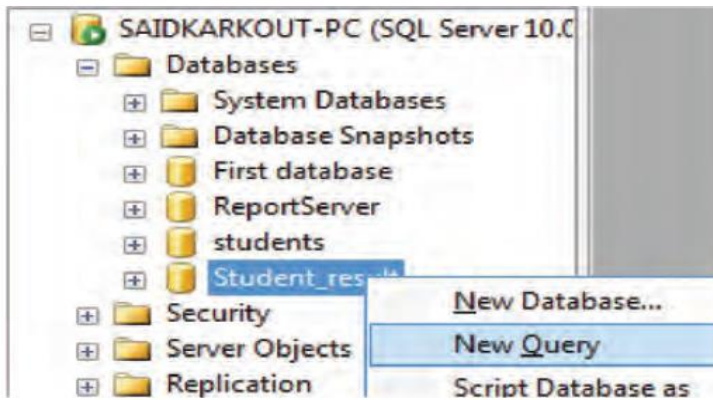 SAIDKARKOUT-PC (SQL Server 10.0
Databases
System Databases
Database Snapshots
First database
ReportServer
students
Student_result
New Database...
Security
New Query
Server Objects
Replication
Script Database as